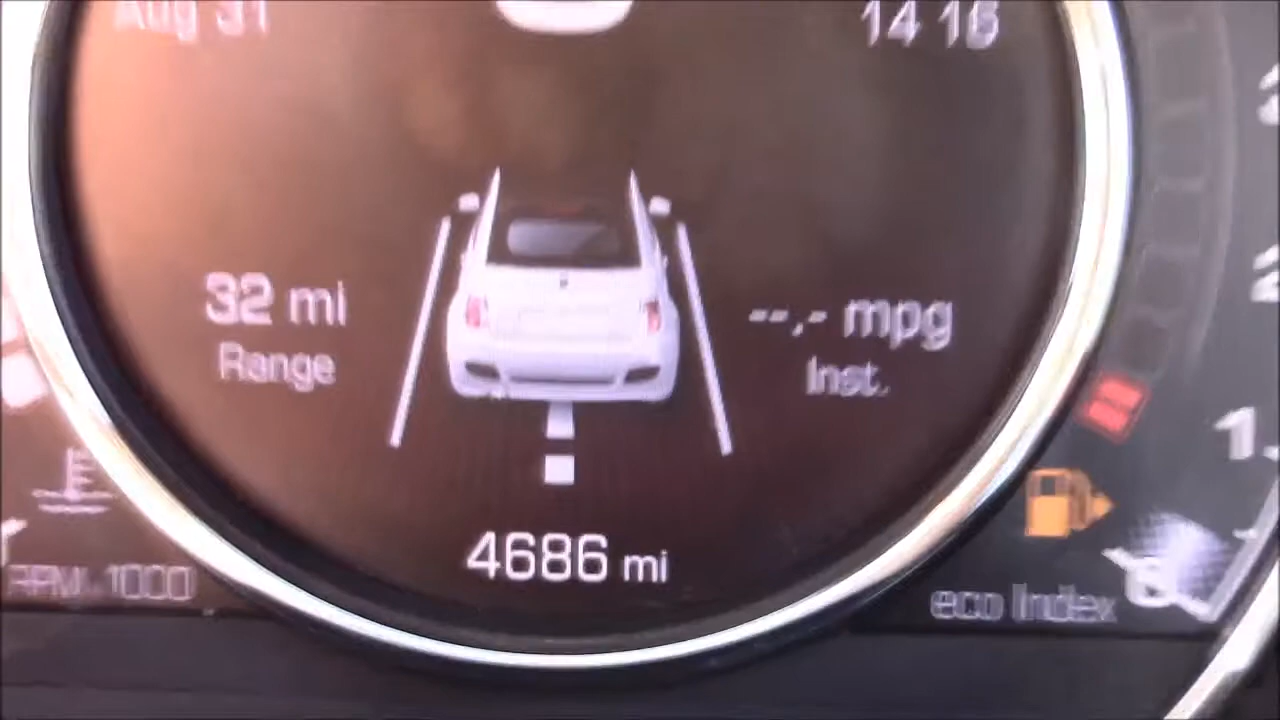 Aug 31
14 16
32 mi
Range
--.- mpg
Inst.
4686 mi
RPM 1000
eco Index